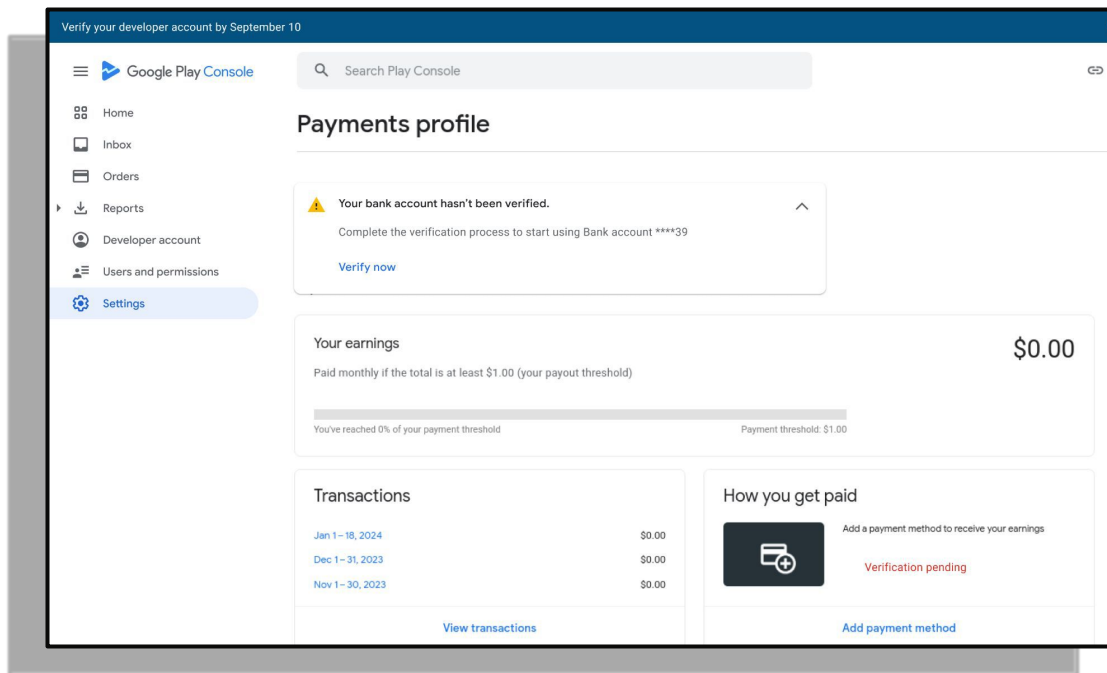 Verify your developer account by September 10
Google Play Console
Search Play Console
Home
Inbox
Orders
Reports
Developer account
Users and permissions
Settings
Payments profile
Your bank account hasn't been verified.
Complete the verification process to start using Bank account ****39
Verify now
Your earnings
$0.00
Paid monthly if the total is at least $1.00 (your payout threshold)
You've reached 0% of your payment threshold
Payment threshold: $1.00
Transactions
Jan 1 – 18, 2024 $0.00
Dec 1 – 31, 2023 $0.00
Nov 1 – 30, 2023 $0.00
View transactions
How you get paid
Add a payment method to receive your earnings
Verification pending
Add payment method